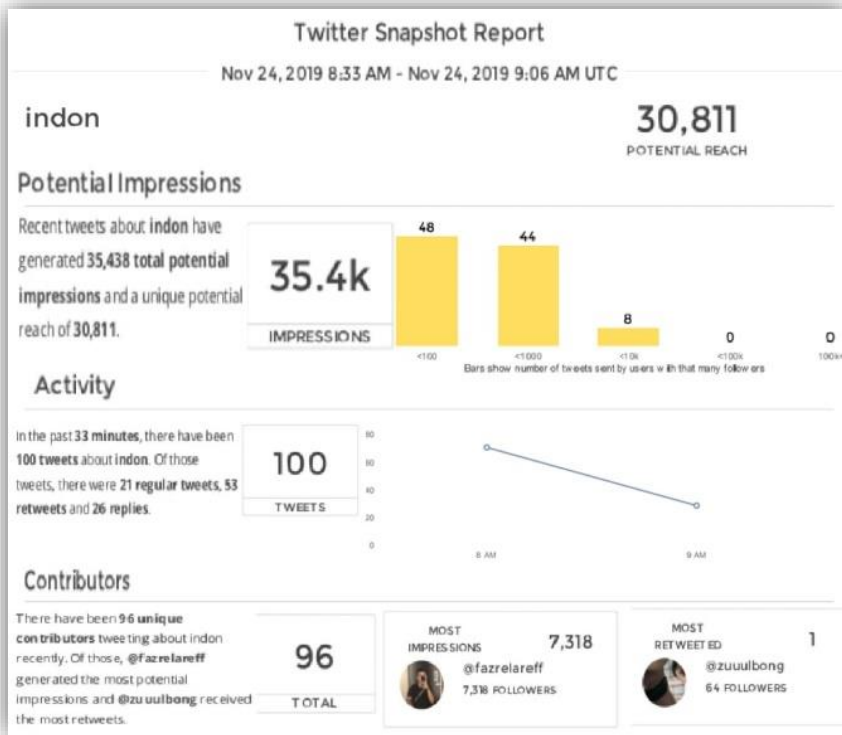 Twitter Snapshot Report
Nov 24, 2019 8:33 AM - Nov 24, 2019 9:06 AM UTC
indon
30,811
POTENTIAL REACH
Potential Impressions
Recent tweets about indon have
generated 35,438 total potential
impressions and a unique potential
reach of 30,811.
35.4k
IMPRESSIONS
48
44
8
0
0
<100
<1000
<10k
<100k
100k+
Bars show number of tweets sent by users with that many followers
Activity
In the past 33 minutes, there have been
100 tweets about indon. Of those
tweets, there were 21 regular tweets, 53
retweets and 26 replies.
100
TWEETS
80
60
40
20
0
8 AM
9 AM
Contributors
There have been 96 unique
contributors tweeting about indon
recently. Of those, @fazrelareff
generated the most potential
impressions and @zuuulbong received
the most retweets.
96
TOTAL
MOST
IMPRESSIONS
7,318
@fazrelareff
7,318 FOLLOWERS
MOST
RETWEETED
1
@zuuulbong
64 FOLLOWERS